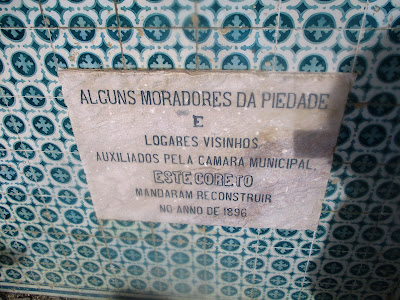 ALGUNS MORADORES DA PIEDADE
E
LOGARES VISINHOS
AUXILIADOS PELA CAMARA MUNICIPAL,
ESTE CORETO
MANDARAM RECONSTRUIR
NO ANNO DE 1896